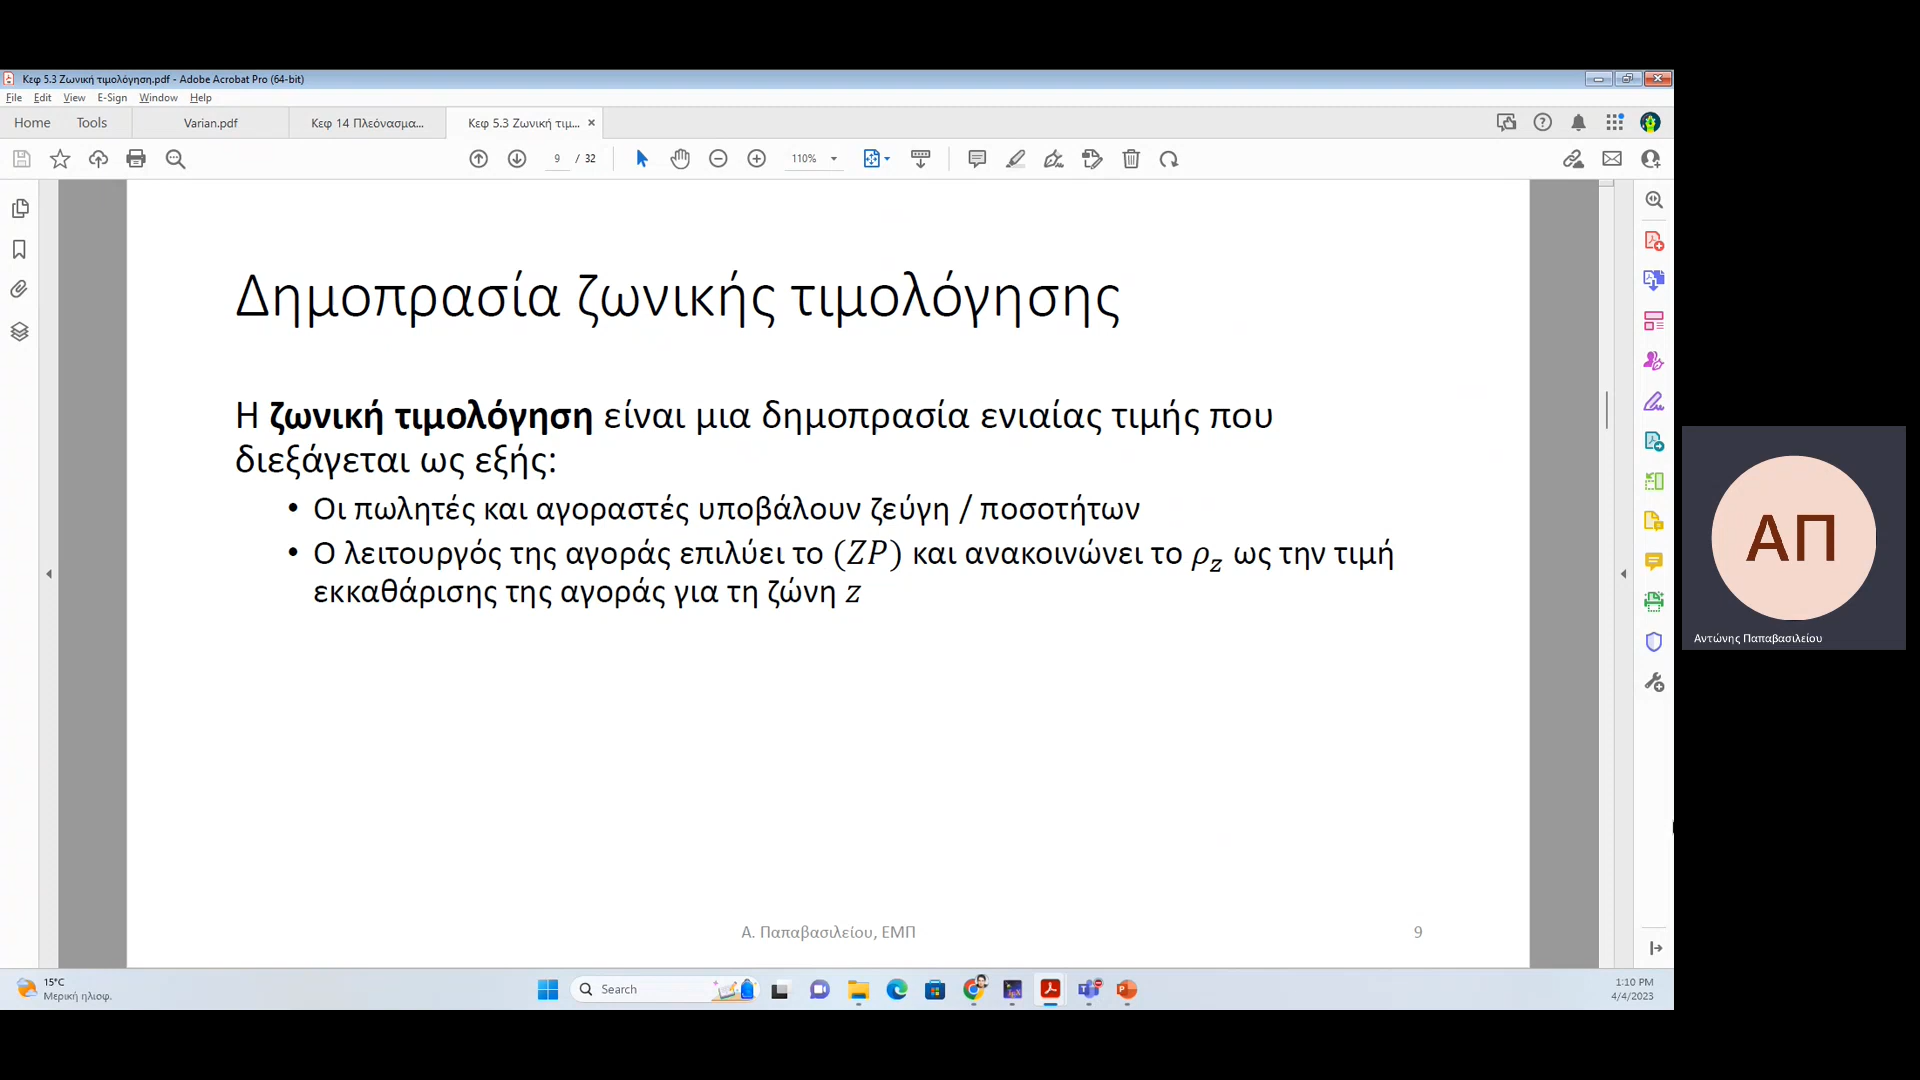 Κεφ 5.3 Ζωνική τιμολόγηση.pdf - Adobe Acrobat Pro (64-bit)
File Edit View E-Sign Window Help
Home Tools Varian.pdf Κεφ 14 Πλεόνασμα... Κεφ 5.3 Ζωνική τιμ... ×
9 / 32 110%
Δημοπρασία ζωνικής τιμολόγησης
Η ζωνική τιμολόγηση είναι μια δημοπρασία ενιαίας τιμής που
διεξάγεται ως εξής:
• Οι πωλητές και αγοραστές υποβάλουν ζεύγη / ποσοτήτων
• Ο λειτουργός της αγοράς επιλύει το (ZP) και ανακοινώνει το ρ_z ως την τιμή
εκκαθάρισης της αγοράς για τη ζώνη z
ΑΠ
Αντώνης Παπαβασιλείου
Α. Παπαβασιλείου, ΕΜΠ 9
15°C
Μερική ηλιοφ.
Search
1:10 PM
4/4/2023